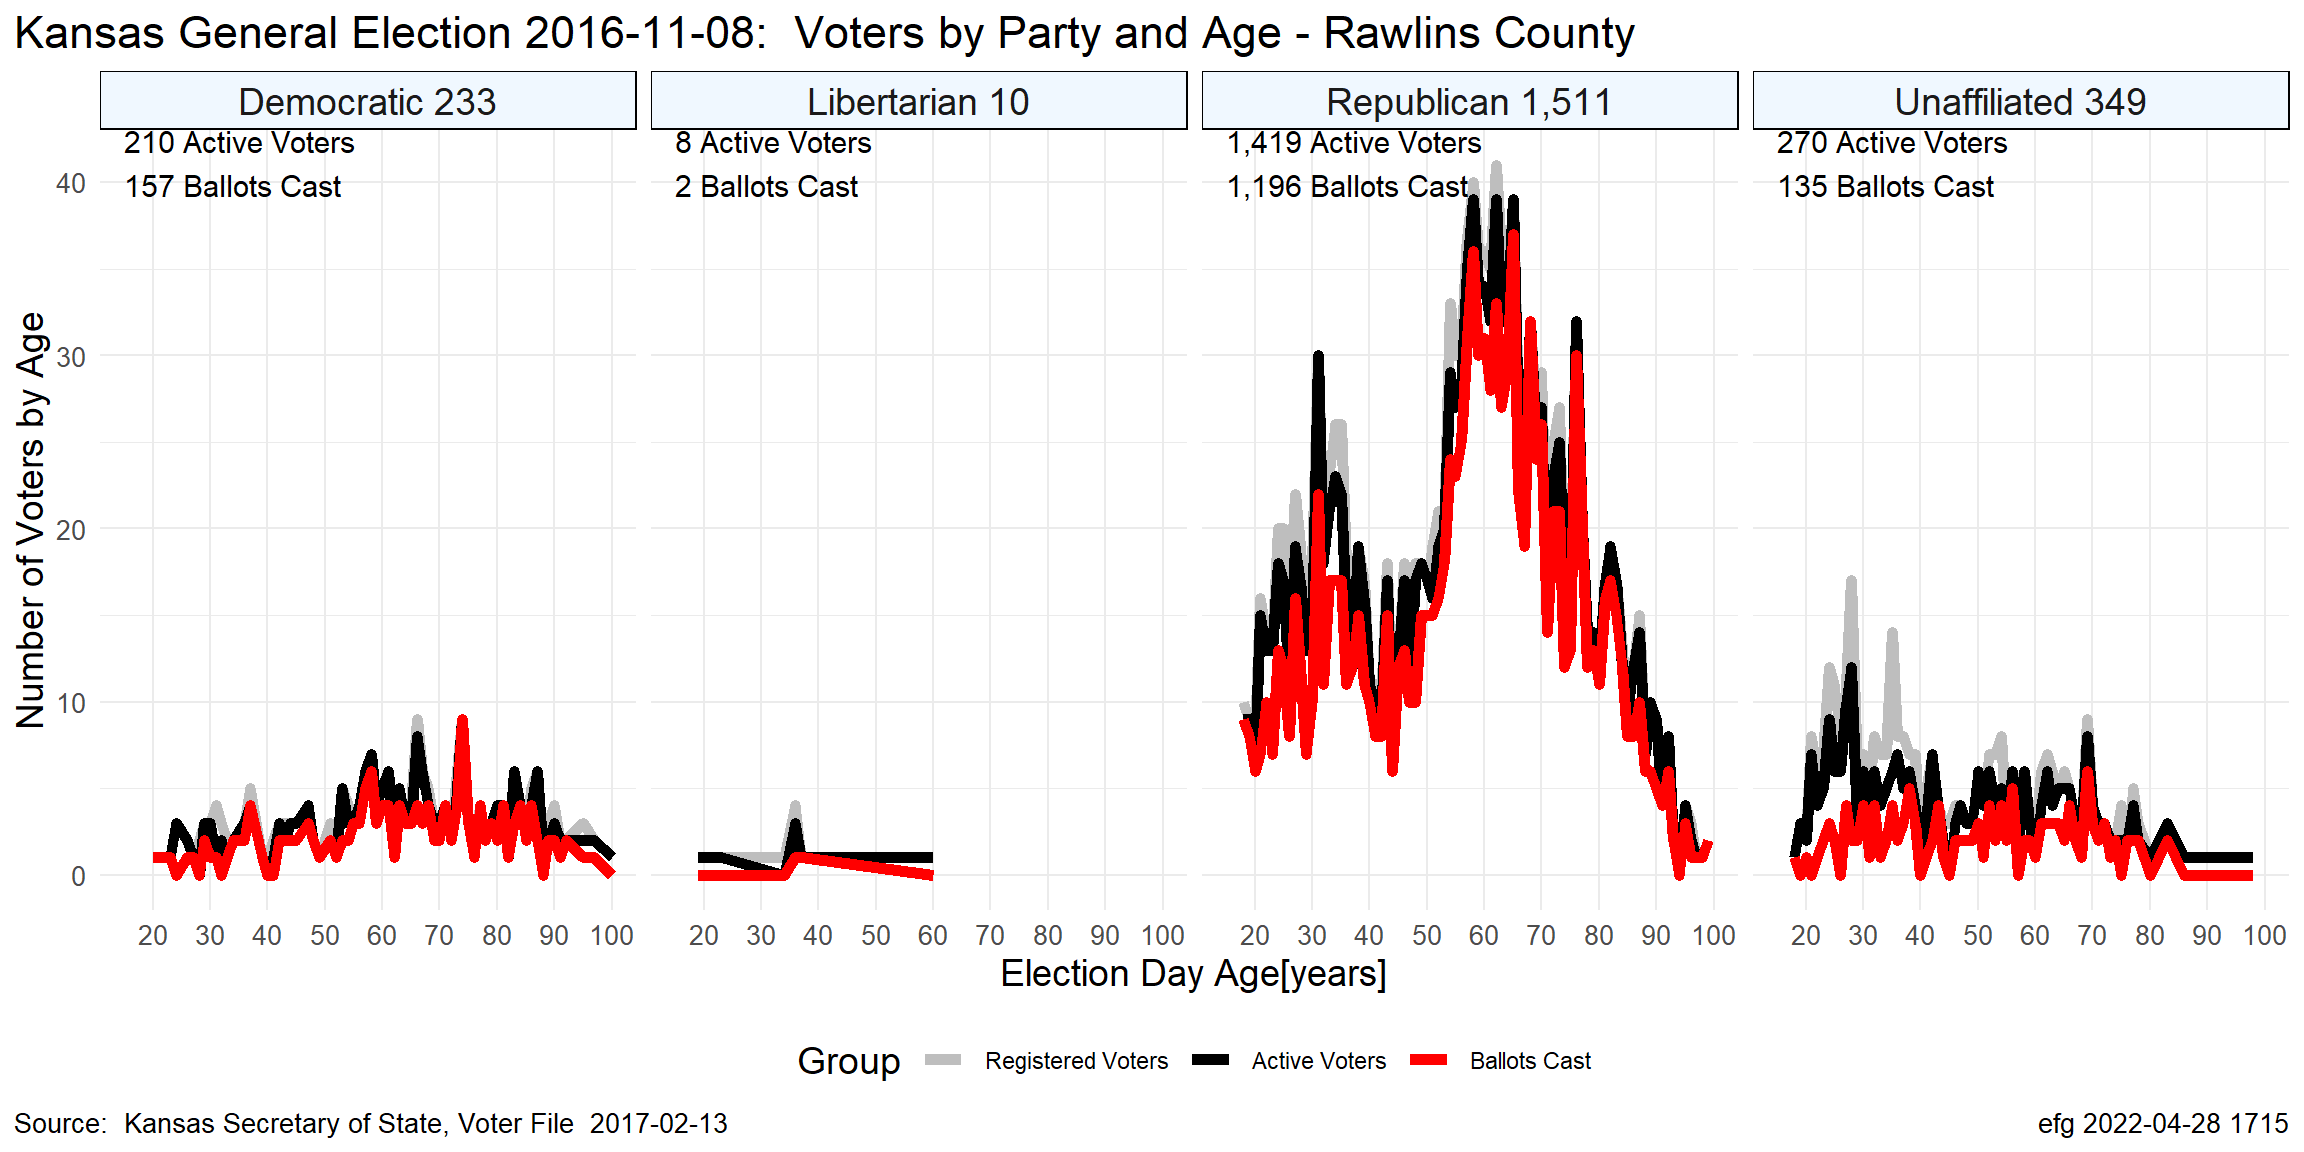 Kansas General Election 2016-11-08:  Voters by Party and Age - Rawlins County
Democratic 233
Libertarian 10
Republican 1,511
Unaffiliated 349
210 Active Voters
157 Ballots Cast
8 Active Voters
2 Ballots Cast
1,419 Active Voters
1,196 Ballots Cast
270 Active Voters
135 Ballots Cast
Number of Voters by Age
40
30
20
10
0
20 30 40 50 60 70 80 90 100
20 30 40 50 60 70 80 90 100
20 30 40 50 60 70 80 90 100
20 30 40 50 60 70 80 90 100
Election Day Age[years]
Group Registered Voters Active Voters Ballots Cast
Source:  Kansas Secretary of State, Voter File  2017-02-13
efg 2022-04-28 1715